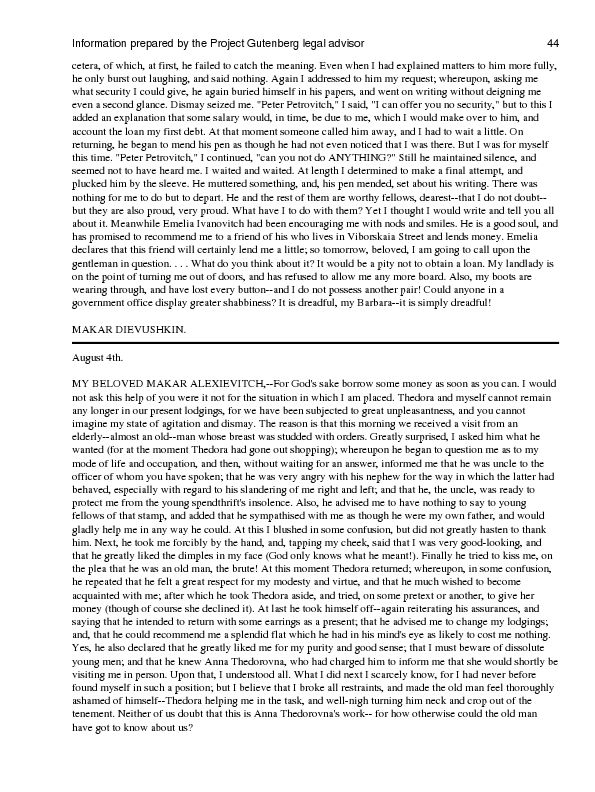 Information prepared by the Project Gutenberg legal advisor 44
cetera, of which, at first, he failed to catch the meaning. Even when I had explained matters to him more fully,
he only burst out laughing, and said nothing. Again I addressed to him my request; whereupon, asking me
what security I could give, he again buried himself in his papers, and went on writing without deigning me
even a second glance. Dismay seized me. "Peter Petrovitch," I said, "I can offer you no security," but to this I
added an explanation that some salary would, in time, be due to me, which I would make over to him, and
account the loan my first debt. At that moment someone called him away, and I had to wait a little. On
returning, he began to mend his pen as though he had not even noticed that I was there. But I was for myself
this time. "Peter Petrovitch," I continued, "can you not do ANYTHING?" Still he maintained silence, and
seemed not to have heard me. I waited and waited. At length I determined to make a final attempt, and
plucked him by the sleeve. He muttered something, and, his pen mended, set about his writing. There was
nothing for me to do but to depart. He and the rest of them are worthy fellows, dearest--that I do not doubt--
but they are also proud, very proud. What have I to do with them? Yet I thought I would write and tell you all
about it. Meanwhile Emelia Ivanovitch had been encouraging me with nods and smiles. He is a good soul, and
has promised to recommend me to a friend of his who lives in Viborskaia Street and lends money. Emelia
declares that this friend will certainly lend me a little; so tomorrow, beloved, I am going to call upon the
gentleman in question. . . . What do you think about it? It would be a pity not to obtain a loan. My landlady is
on the point of turning me out of doors, and has refused to allow me any more board. Also, my boots are
wearing through, and have lost every button--and I do not possess another pair! Could anyone in a
government office display greater shabbiness? It is dreadful, my Barbara--it is simply dreadful!
MAKAR DIEVUSHKIN.
August 4th.
MY BELOVED MAKAR ALEXIEVITCH,--For God's sake borrow some money as soon as you can. I would
not ask this help of you were it not for the situation in which I am placed. Thedora and myself cannot remain
any longer in our present lodgings, for we have been subjected to great unpleasantness, and you cannot
imagine my state of agitation and dismay. The reason is that this morning we received a visit from an
elderly--almost an old--man whose breast was studded with orders. Greatly surprised, I asked him what he
wanted (for at the moment Thedora had gone out shopping); whereupon he began to question me as to my
mode of life and occupation, and then, without waiting for an answer, informed me that he was uncle to the
officer of whom you have spoken; that he was very angry with his nephew for the way in which the latter had
behaved, especially with regard to his slandering of me right and left; and that he, the uncle, was ready to
protect me from the young spendthrift's insolence. Also, he advised me to have nothing to say to young
fellows of that stamp, and added that he sympathised with me as though he were my own father, and would
gladly help me in any way he could. At this I blushed in some confusion, but did not greatly hasten to thank
him. Next, he took me forcibly by the hand, and, tapping my cheek, said that I was very good-looking, and
that he greatly liked the dimples in my face (God only knows what he meant!). Finally he tried to kiss me, on
the plea that he was an old man, the brute! At this moment Thedora returned; whereupon, in some confusion,
he repeated that he felt a great respect for my modesty and virtue, and that he much wished to become
acquainted with me; after which he took Thedora aside, and tried, on some pretext or another, to give her
money (though of course she declined it). At last he took himself off--again reiterating his assurances, and
saying that he intended to return with some earrings as a present; that he advised me to change my lodgings;
and, that he could recommend me a splendid flat which he had in his mind's eye as likely to cost me nothing.
Yes, he also declared that he greatly liked me for my purity and good sense; that I must beware of dissolute
young men; and that he knew Anna Thedorovna, who had charged him to inform me that she would shortly be
visiting me in person. Upon that, I understood all. What I did next I scarcely know, for I had never before
found myself in such a position; but I believe that I broke all restraints, and made the old man feel thoroughly
ashamed of himself--Thedora helping me in the task, and well-nigh turning him neck and crop out of the
tenement. Neither of us doubt that this is Anna Thedorovna's work-- for how otherwise could the old man
have got to know about us?